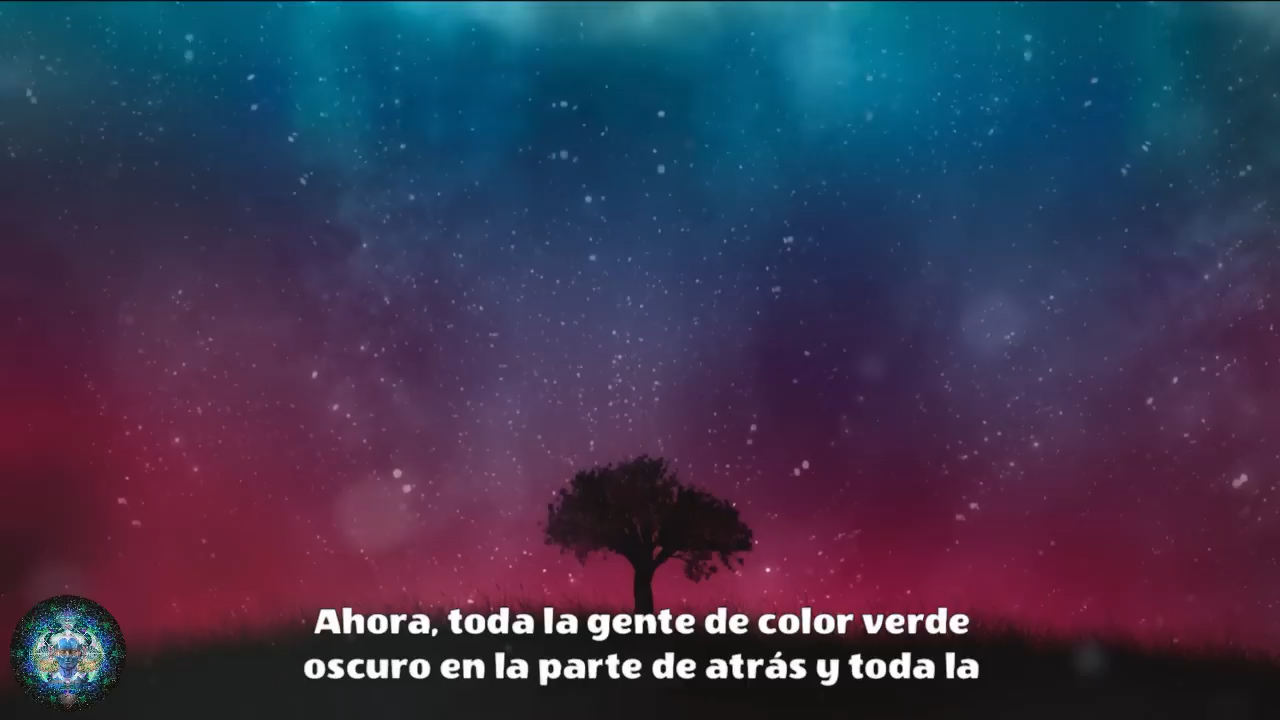 Ahora, toda la gente de color verde
oscuro en la parte de atrás y toda la